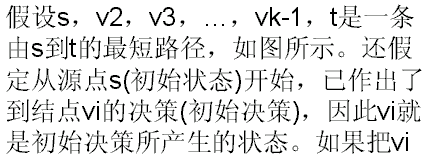 假设s，v2，v3，…，vk-1，t是一条
由s到t的最短路径，如图所示。还假
定从源点s(初始状态)开始，已作出了
到结点vi的决策(初始决策)，因此vi就
是初始决策所产生的状态。如果把vi